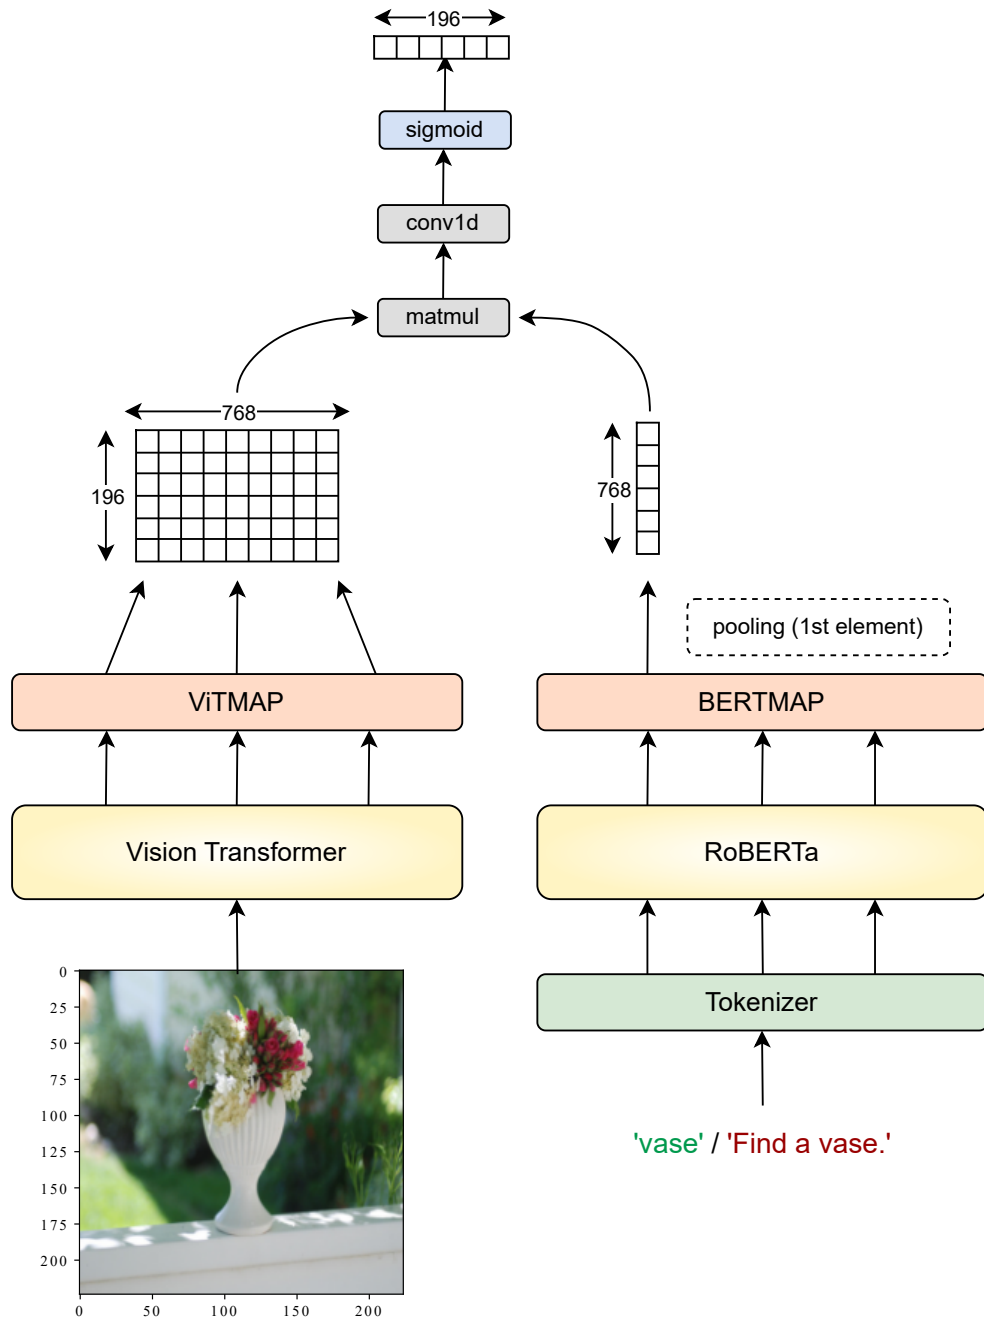 196
sigmoid
conv1d
matmul
768
196
768
pooling (1st element)
ViTMAP
BERTMAP
Vision Transformer
RoBERTa
Tokenizer
'vase' / 'Find a vase.'
0
25
50
75
100
125
150
175
200
0 50 100 150 200